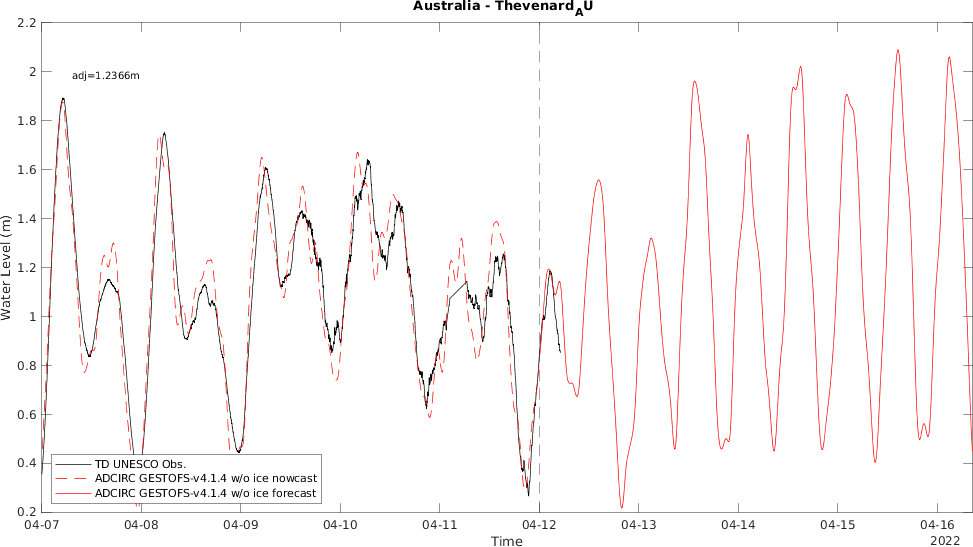 Australia - Thevenard_AU
2.2
adj=1.2366m
2
1.8
1.6
1.4
1.2
1
0.8
0.6
0.4
0.2
Water Level (m)
TD UNESCO Obs.
ADCIRC GESTOFS-v4.1.4 w/o ice nowcast
ADCIRC GESTOFS-v4.1.4 w/o ice forecast
04-07 04-08 04-09 04-10 04-11 04-12 04-13 04-14 04-15 04-16
Time
2022